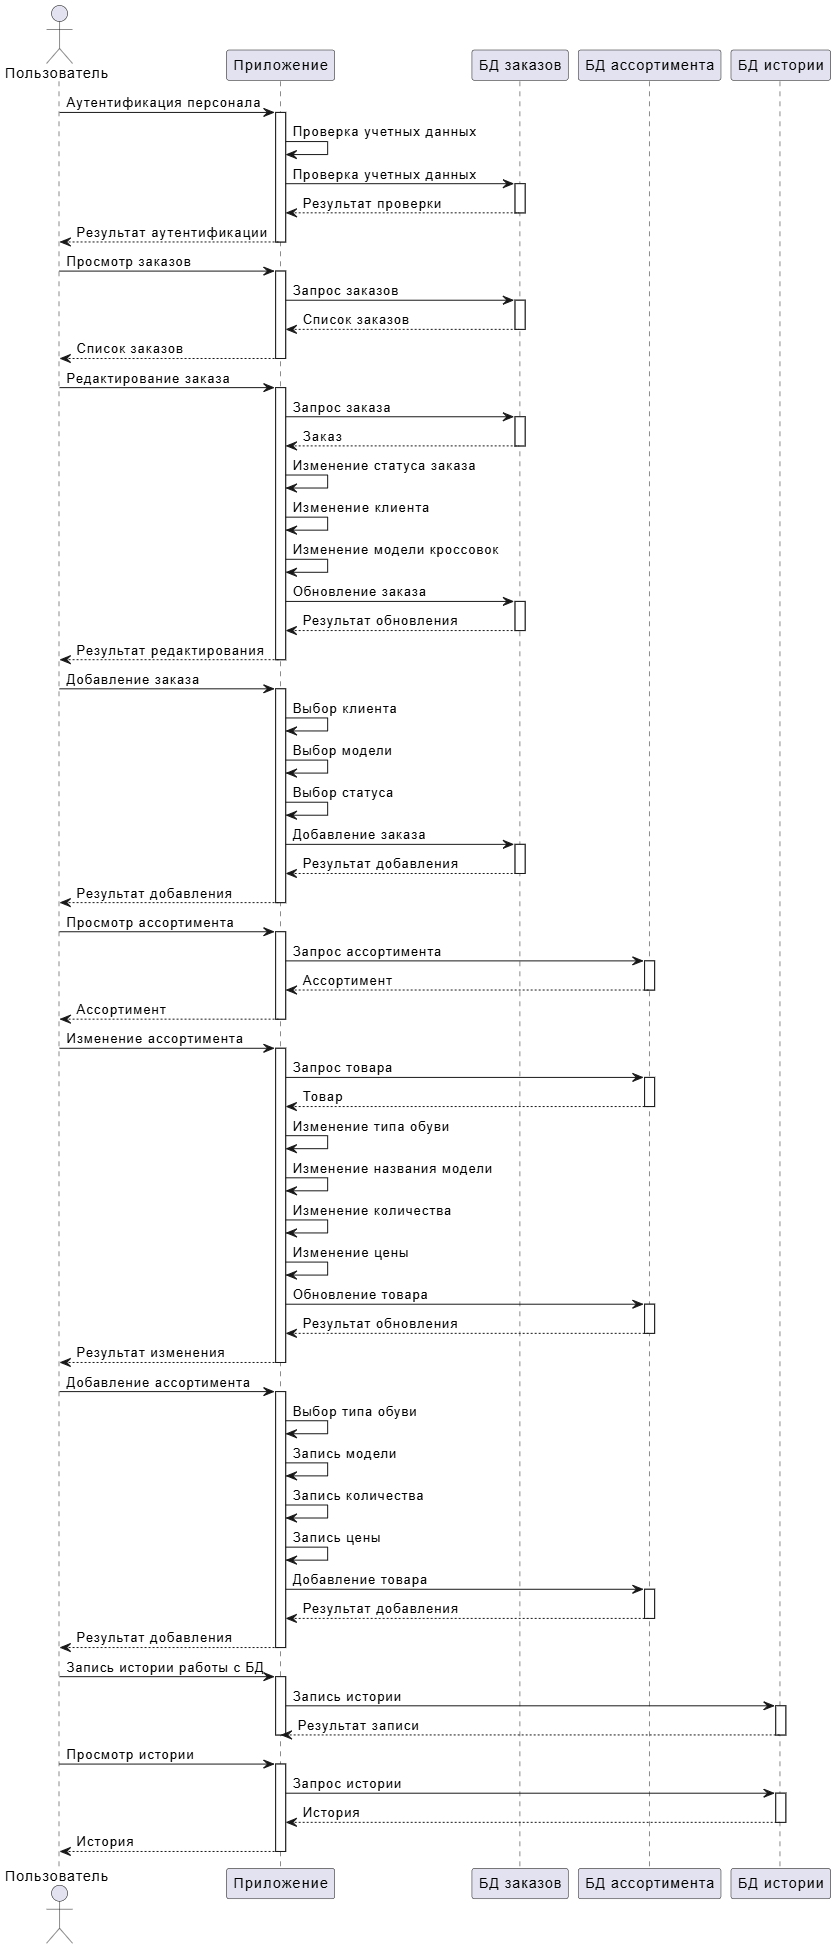 Пользователь
Приложение
БД заказов
БД ассортимента
БД истории
Аутентификация персонала
Проверка учетных данных
Проверка учетных данных
Результат проверки
Результат аутентификации
Просмотр заказов
Запрос заказов
Список заказов
Список заказов
Редактирование заказа
Запрос заказа
Заказ
Изменение статуса заказа
Изменение клиента
Изменение модели кроссовок
Обновление заказа
Результат обновления
Результат редактирования
Добавление заказа
Выбор клиента
Выбор модели
Выбор статуса
Добавление заказа
Результат добавления
Результат добавления
Просмотр ассортимента
Запрос ассортимента
Ассортимент
Ассортимент
Изменение ассортимента
Запрос товара
Товар
Изменение типа обуви
Изменение названия модели
Изменение количества
Изменение цены
Обновление товара
Результат обновления
Результат изменения
Добавление ассортимента
Выбор типа обуви
Запись модели
Запись количества
Запись цены
Добавление товара
Результат добавления
Результат добавления
Запись истории работы с БД
Запись истории
Результат записи
Просмотр истории
Запрос истории
История
История
Пользователь
Приложение
БД заказов
БД ассортимента
БД истории